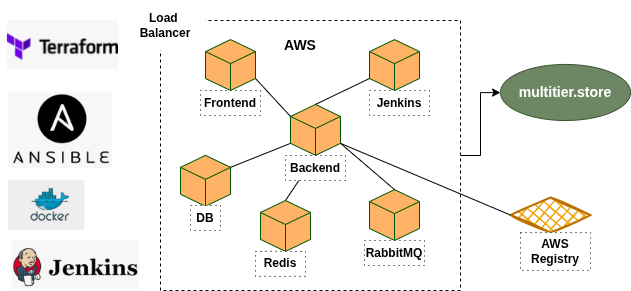 Load
Balancer
AWS
Terraform
Frontend
Jenkins
multitier.store
ANSIBLE
Backend
docker
DB
Redis
RabbitMQ
AWS
Registry
Jenkins